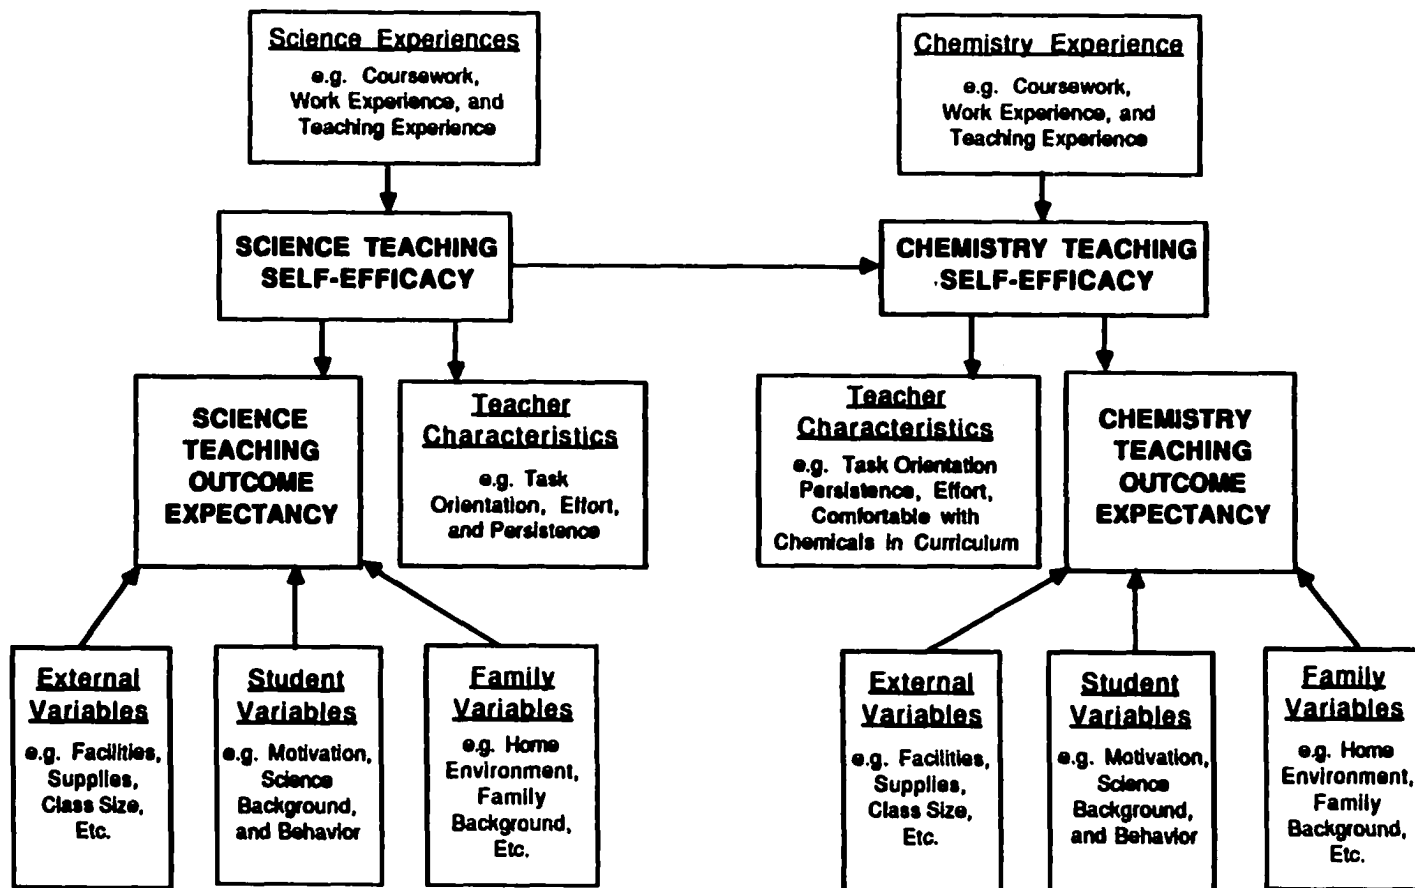 Science Experiences
e.g. Coursework,
Work Experience, and
Teaching Experience
Chemistry Experience
e.g. Coursework,
Work Experience, and
Teaching Experience
SCIENCE TEACHING
SELF-EFFICACY
CHEMISTRY TEACHING
SELF-EFFICACY
SCIENCE
TEACHING
OUTCOME
EXPECTANCY
Teacher
Characteristics
e.g. Task
Orientation, Effort,
and Persistence
Teacher
Characteristics
e.g. Task Orientation
Persistence, Effort,
Comfortable with
Chemicals in Curriculum
CHEMISTRY
TEACHING
OUTCOME
EXPECTANCY
External
Variables
e.g. Facilities,
Supplies,
Class Size,
Etc.
Student
Variables
e.g. Motivation,
Science
Background,
and Behavior
Family
Variables
e.g. Home
Environment,
Family
Background,
Etc.
External
Variables
e.g. Facilities,
Supplies,
Class Size,
Etc.
Student
Variables
e.g. Motivation,
Science
Background,
and Behavior
Family
Variables
e.g. Home
Environment,
Family
Background,
Etc.